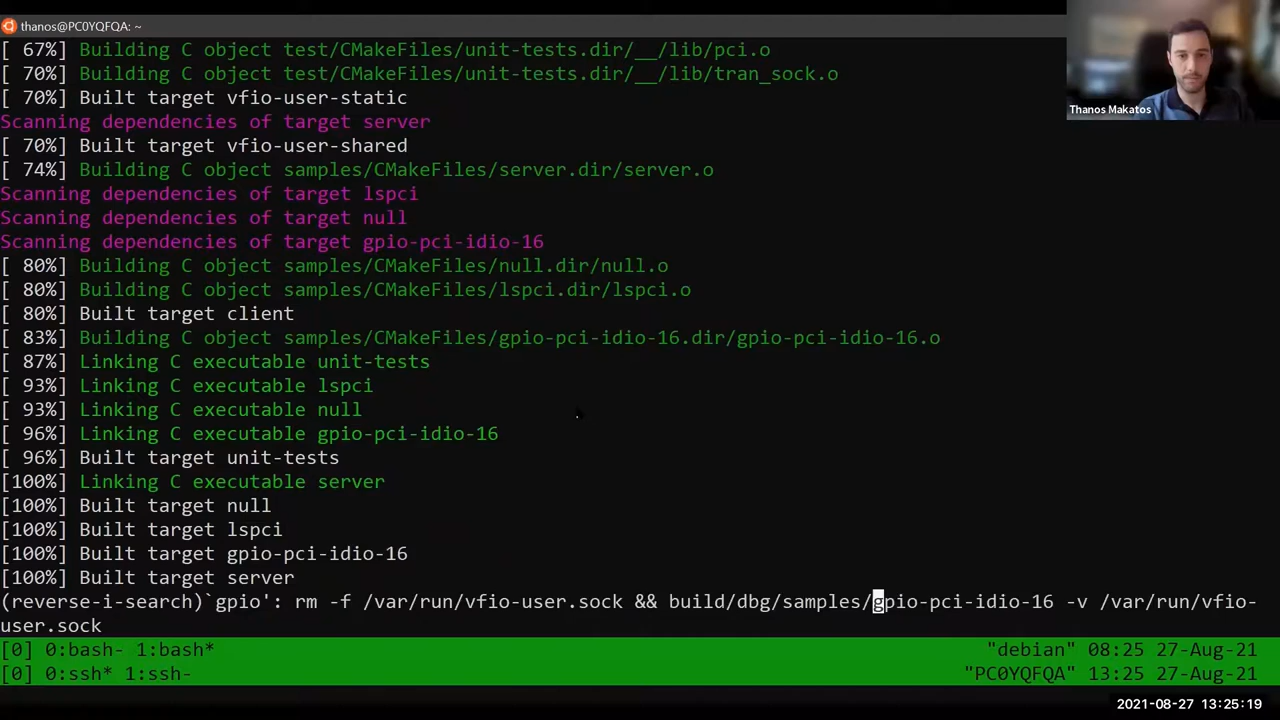 thanos@PC0YQFQA: ~
[ 67%] Building C object test/CMakeFiles/unit-tests.dir/__/lib/pci.o
[ 70%] Building C object test/CMakeFiles/unit-tests.dir/__/lib/tran_sock.o
[ 70%] Built target vfio-user-static
Scanning dependencies of target server
[ 70%] Built target vfio-user-shared
[ 74%] Building C object samples/CMakeFiles/server.dir/server.o
Scanning dependencies of target lspci
Scanning dependencies of target null
Scanning dependencies of target gpio-pci-idio-16
[ 80%] Building C object samples/CMakeFiles/null.dir/null.o
[ 80%] Building C object samples/CMakeFiles/lspci.dir/lspci.o
[ 80%] Built target client
[ 83%] Building C object samples/CMakeFiles/gpio-pci-idio-16.dir/gpio-pci-idio-16.o
[ 87%] Linking C executable unit-tests
[ 93%] Linking C executable lspci
[ 93%] Linking C executable null
[ 96%] Linking C executable gpio-pci-idio-16
[ 96%] Built target unit-tests
[100%] Linking C executable server
[100%] Built target null
[100%] Built target lspci
[100%] Built target gpio-pci-idio-16
[100%] Built target server
(reverse-i-search)`gpio': rm -f /var/run/vfio-user.sock && build/dbg/samples/gpio-pci-idio-16 -v /var/run/vfio-
user.sock
[0] 0:bash- 1:bash* "debian" 08:25 27-Aug-21
[0] 0:ssh* 1:ssh- "PC0YQFQA" 13:25 27-Aug-21
2021-08-27 13:25:19
Thanos Makatos